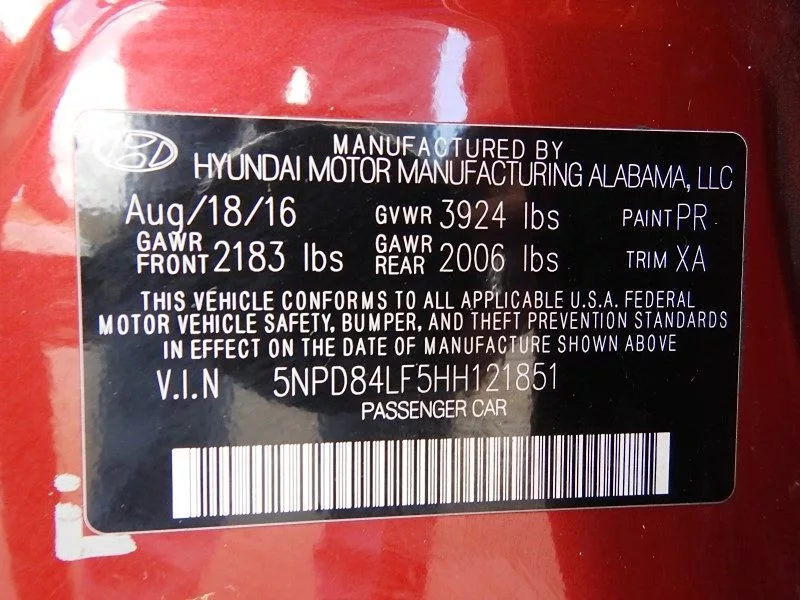 MANUFACTURED BY
HYUNDAI MOTOR MANUFACTURING ALABAMA, LLC
Aug/18/16 GVWR 3924 lbs PAINT PR
GAWR FRONT 2183 lbs GAWR REAR 2006 lbs TRIM XA
THIS VEHICLE CONFORMS TO ALL APPLICABLE U.S.A. FEDERAL
MOTOR VEHICLE SAFETY, BUMPER, AND THEFT PREVENTION STANDARDS
IN EFFECT ON THE DATE OF MANUFACTURE SHOWN ABOVE
V.I.N 5NPD84LF5HH121851
PASSENGER CAR